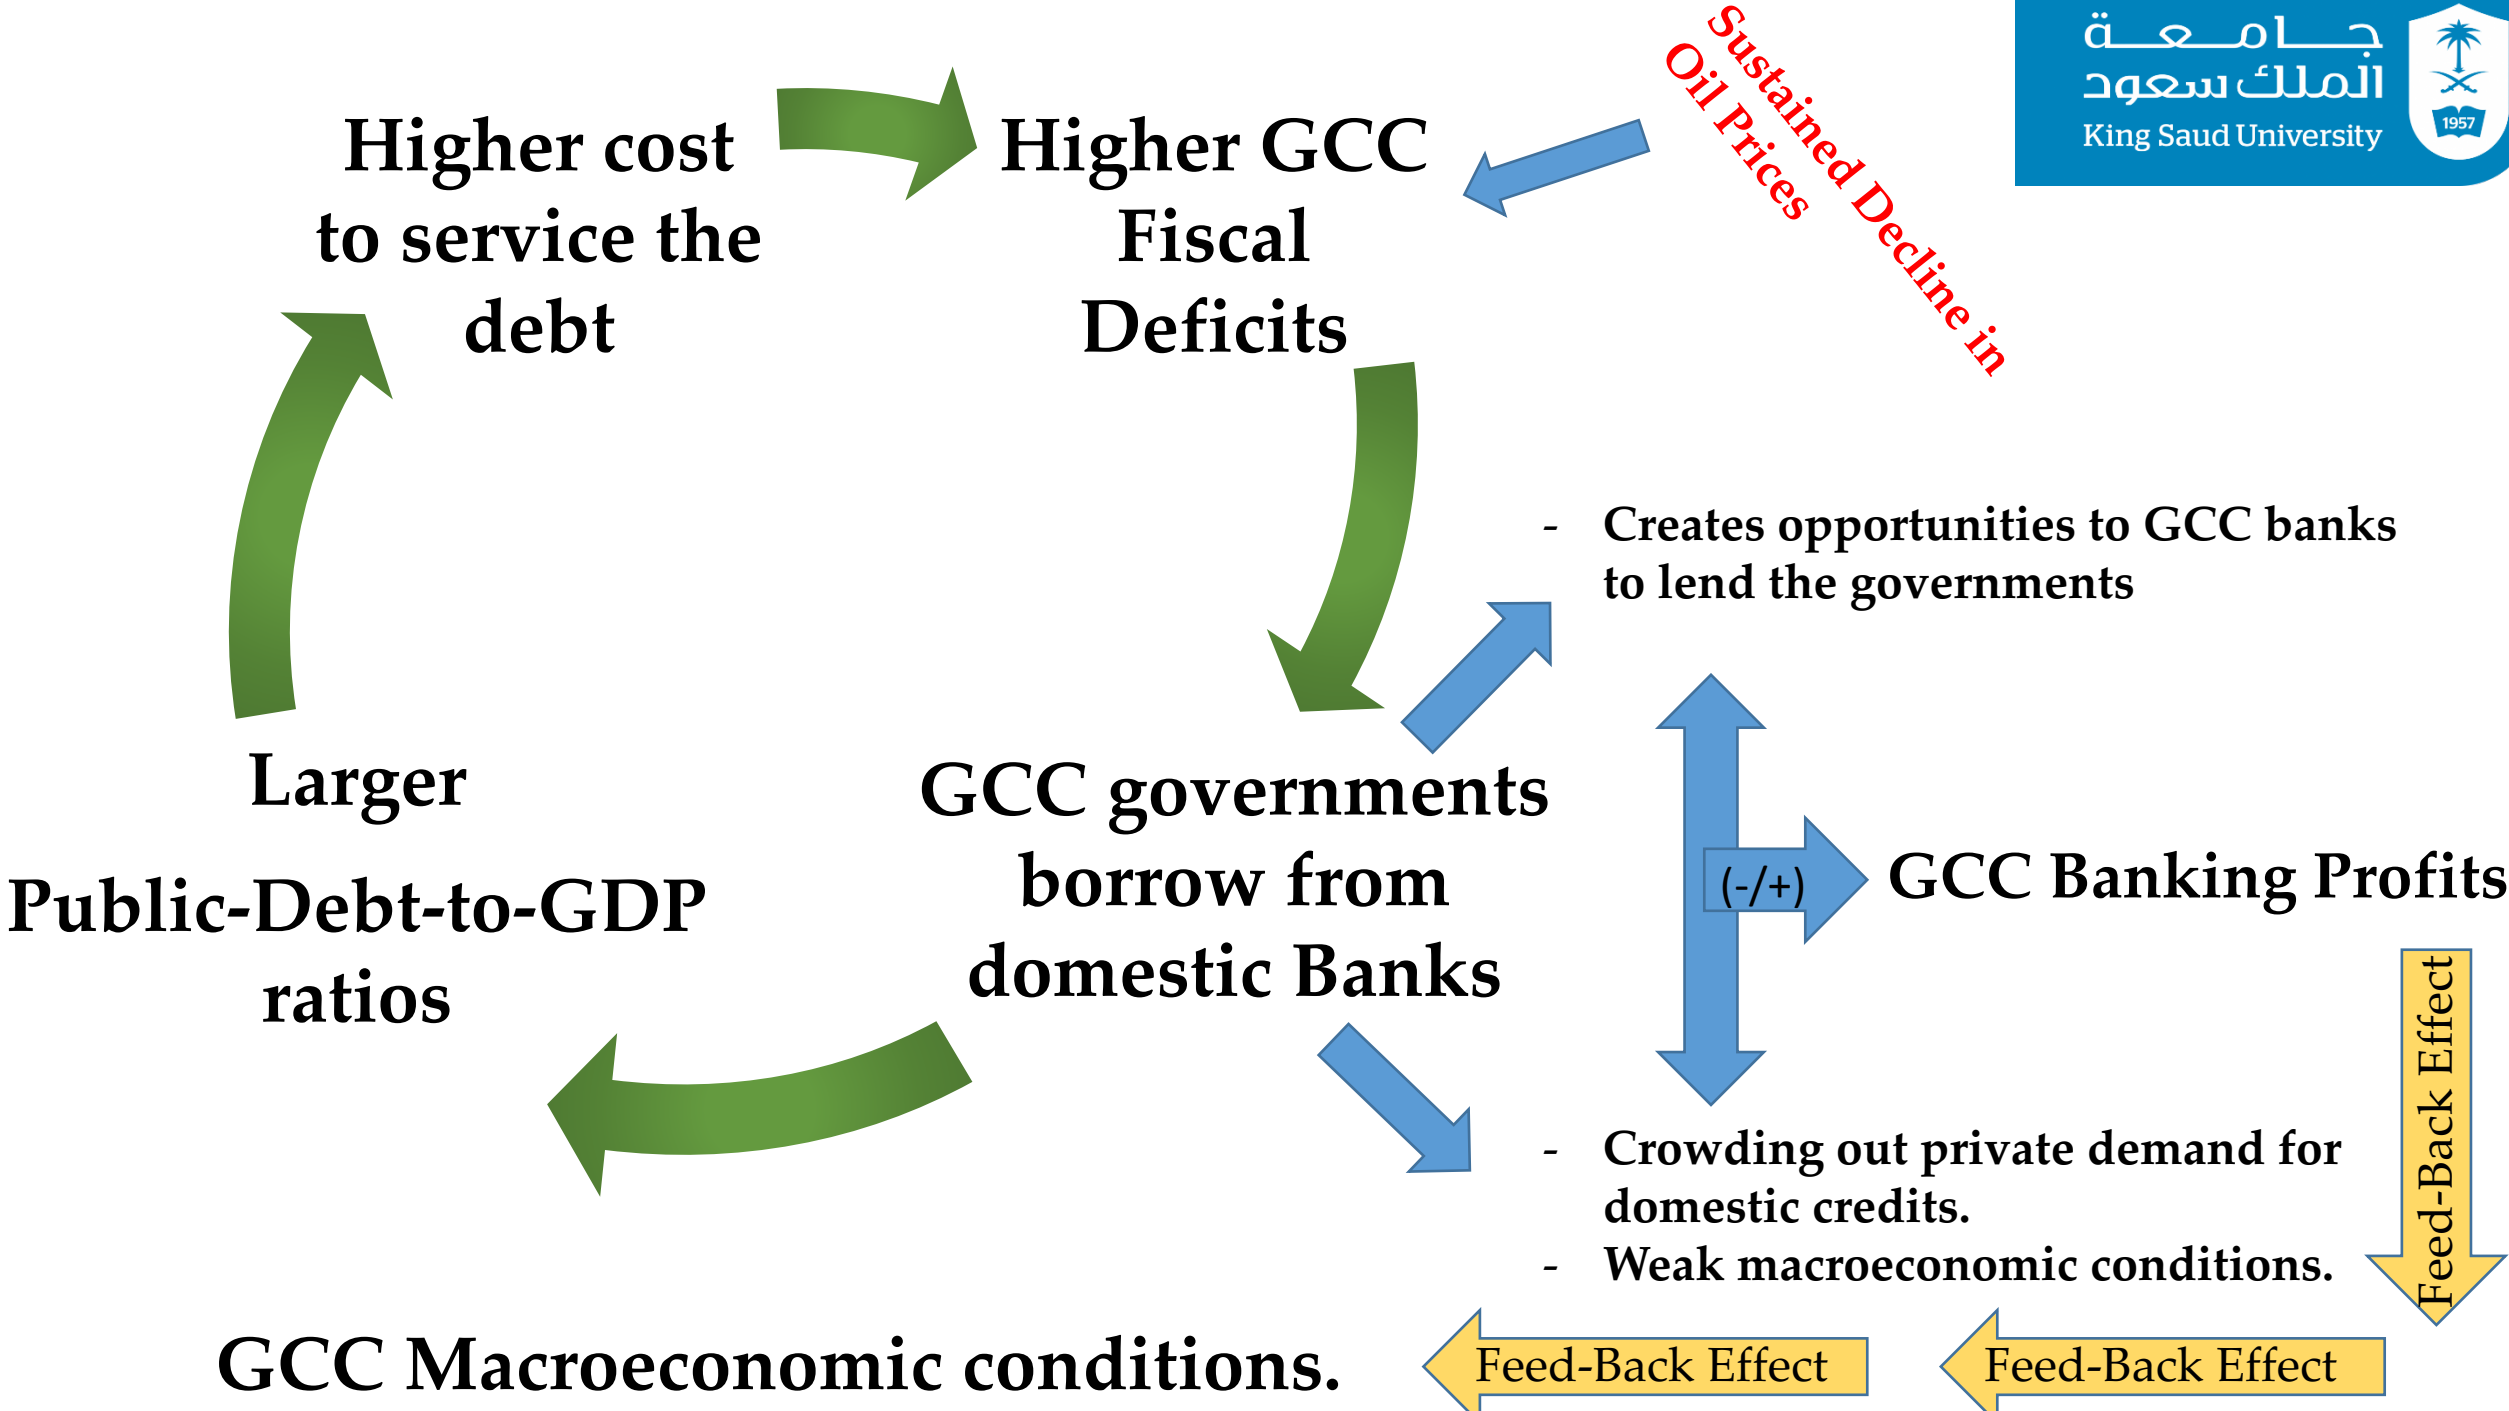 جامعة
الملك سعود
King Saud University
1957
Sustained Decline in
Oil Prices
Higher cost
to service the
debt
Higher GCC
Fiscal
Deficits
- Creates opportunities to GCC banks
to lend the governments
Larger
Public-Debt-to-GDP
ratios
GCC governments
borrow from
domestic Banks
(-/+)
GCC Banking Profits
Feed-Back Effect
- Crowding out private demand for
domestic credits.
- Weak macroeconomic conditions.
GCC Macroeconomic conditions.
Feed-Back Effect
Feed-Back Effect